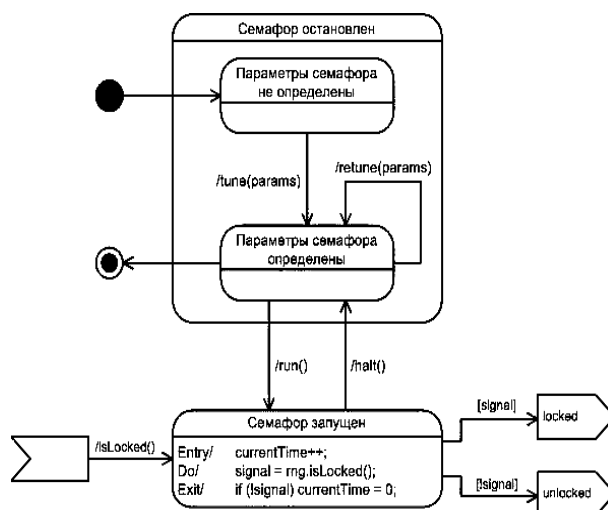 Семафор остановлен
Параметры семафора
не определены
/tune(params)
/retune(params)
Параметры семафора
определены
/run()
/halt()
/isLocked()
Семафор запущен
Entry/ currentTime++;
Do/ signal = rng.isLocked();
Exit/ if (!signal) currentTime = 0;
[signal]
locked
[!signal]
unlocked